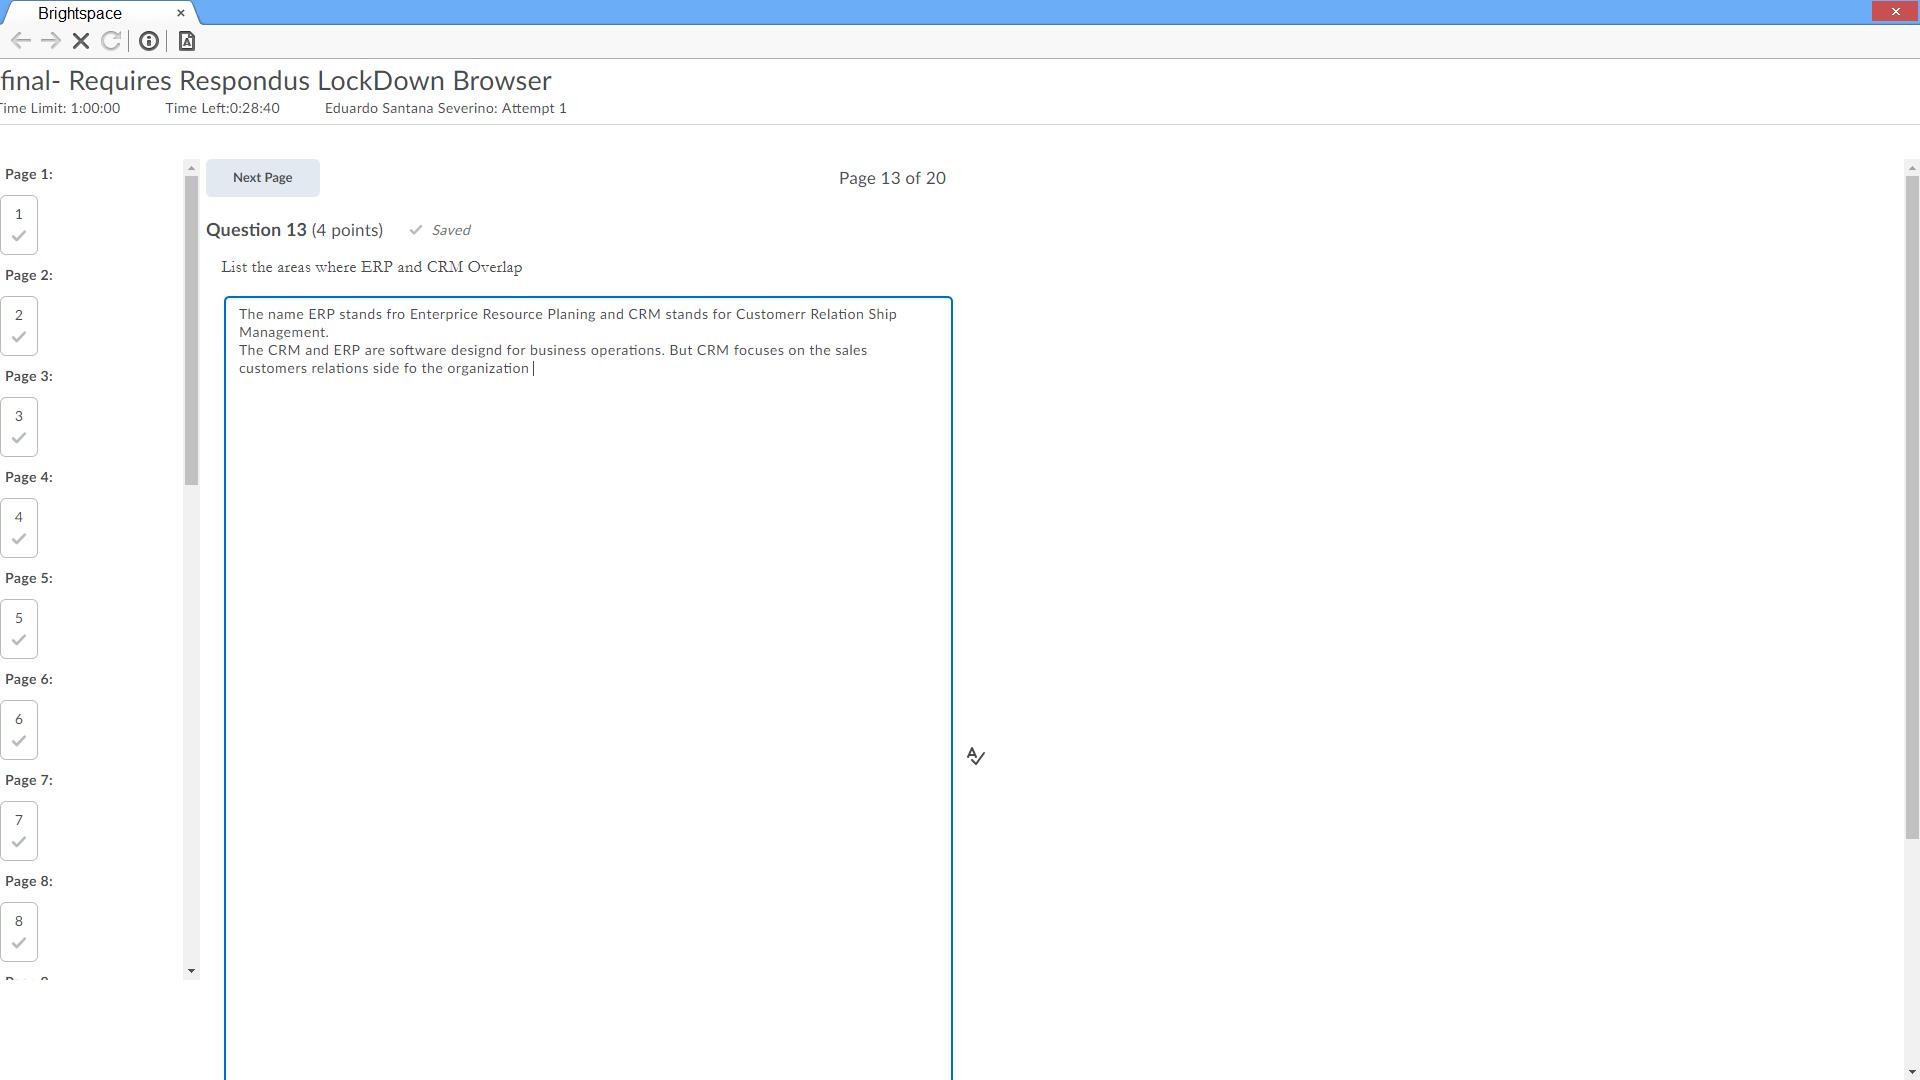 Brightspace
final- Requires Respondus LockDown Browser
Time Limit: 1:00:00 Time Left:0:28:40 Eduardo Santana Severino: Attempt 1
Page 1:
1
Page 2:
2
Page 3:
3
Page 4:
4
Page 5:
5
Page 6:
6
Page 7:
7
Page 8:
8
Next Page
Page 13 of 20
Question 13 (4 points) Saved
List the areas where ERP and CRM Overlap
The name ERP stands fro Enterprice Resource Planing and CRM stands for Customerr Relation Ship
Management.
The CRM and ERP are software designd for business operations. But CRM focuses on the sales
customers relations side fo the organization